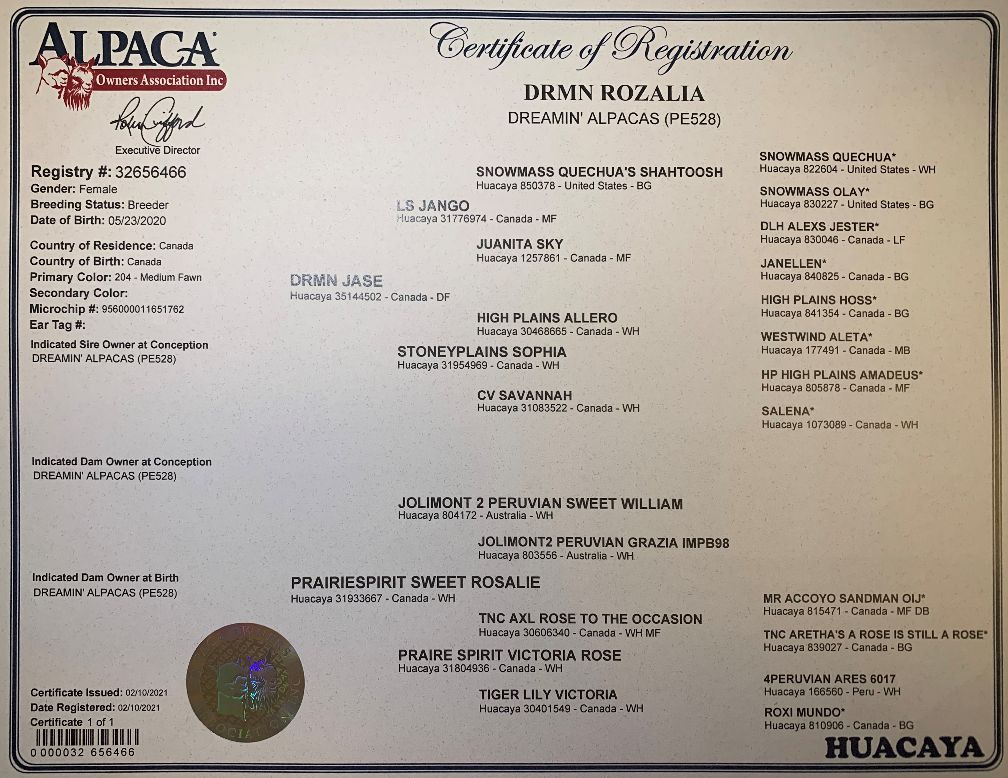 ALPACA
Owners Association Inc
Executive Director
Certificate of Registration
DRMN ROZALIA
DREAMIN' ALPACAS (PE528)
Registry #: 32656466
Gender: Female
Breeding Status: Breeder
Date of Birth: 05/23/2020
Country of Residence: Canada
Country of Birth: Canada
Primary Color: 204 - Medium Fawn
Secondary Color:
Microchip #: 956000011651762
Ear Tag #:
Indicated Sire Owner at Conception
DREAMIN' ALPACAS (PE528)
Indicated Dam Owner at Conception
DREAMIN' ALPACAS (PE528)
Indicated Dam Owner at Birth
DREAMIN' ALPACAS (PE528)
Certificate Issued: 02/10/2021
Date Registered: 02/10/2021
Certificate 1 of 1
0 000032 656466
DRMN JASE
Huacaya 35144502 - Canada - DF
PRAIRIESPIRIT SWEET ROSALIE
Huacaya 31933667 - Canada - WH
LS JANGO
Huacaya 31776974 - Canada - MF
STONEYPLAINS SOPHIA
Huacaya 31954969 - Canada - WH
JOLIMONT 2 PERUVIAN SWEET WILLIAM
Huacaya 804172 - Australia - WH
PRAIRE SPIRIT VICTORIA ROSE
Huacaya 31804936 - Canada - WH
SNOWMASS QUECHUA'S SHAHTOOSH
Huacaya 850378 - United States - BG
JUANITA SKY
Huacaya 1257861 - Canada - MF
HIGH PLAINS ALLERO
Huacaya 30468665 - Canada - WH
CV SAVANNAH
Huacaya 31083522 - Canada - WH
JOLIMONT2 PERUVIAN GRAZIA IMPB98
Huacaya 803556 - Australia - WH
TNC AXL ROSE TO THE OCCASION
Huacaya 30606340 - Canada - WH MF
TIGER LILY VICTORIA
Huacaya 30401549 - Canada - WH
SNOWMASS QUECHUA*
Huacaya 822604 - United States - WH
SNOWMASS OLAY*
Huacaya 830227 - United States - BG
DLH ALEXS JESTER*
Huacaya 830046 - Canada - LF
JANELLEN*
Huacaya 840825 - Canada - BG
HIGH PLAINS HOSS*
Huacaya 841354 - Canada - BG
WESTWIND ALETA*
Huacaya 177491 - Canada - MB
HP HIGH PLAINS AMADEUS*
Huacaya 805878 - Canada - MF
SALENA*
Huacaya 1073089 - Canada - WH
MR ACCOYO SANDMAN OIJ*
Huacaya 815471 - Canada - MF DB
TNC ARETHA'S A ROSE IS STILL A ROSE*
Huacaya 839027 - Canada - BG
4PERUVIAN ARES 6017
Huacaya 166560 - Peru - WH
ROXI MUNDO*
Huacaya 810906 - Canada - BG
HUACAYA